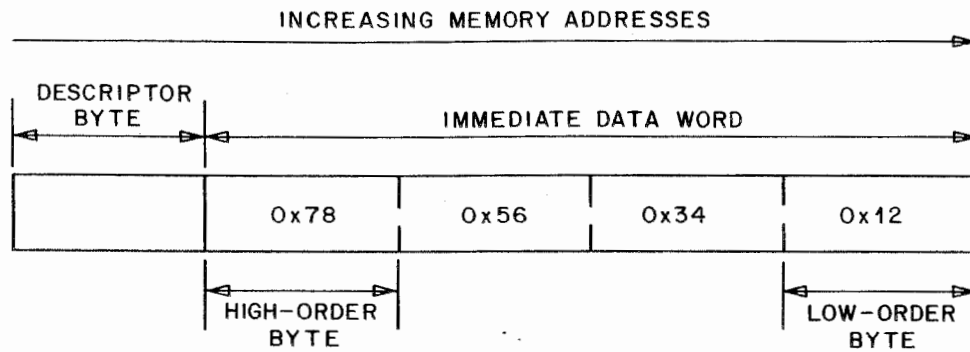 INCREASING MEMORY ADDRESSES
DESCRIPTOR
BYTE
IMMEDIATE DATA WORD
0x78 0x56 0x34 0x12
HIGH-ORDER
BYTE
LOW-ORDER
BYTE